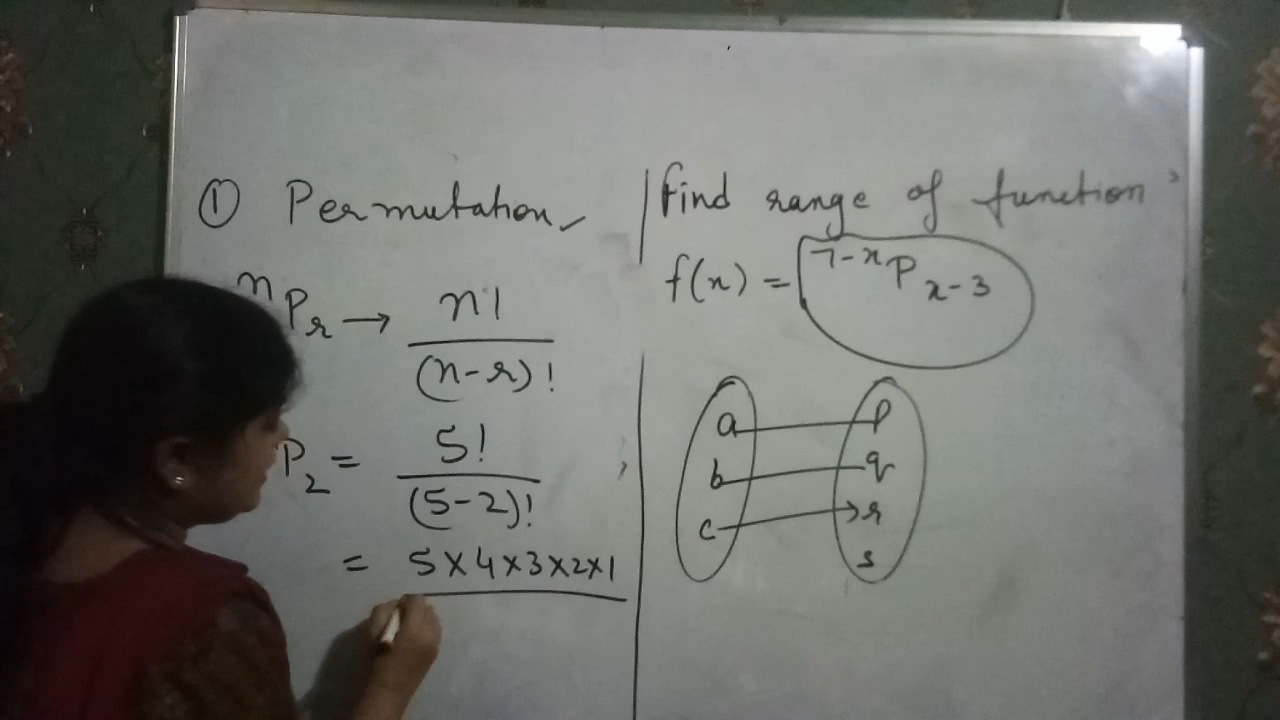 ① Permutation
nPr → n!
(n-r)!
P2 = 5!
(5-2)!
= 5×4×3×2×1
Find range of function
f(x) = 7-xPx-3
a p
b q
c r
s